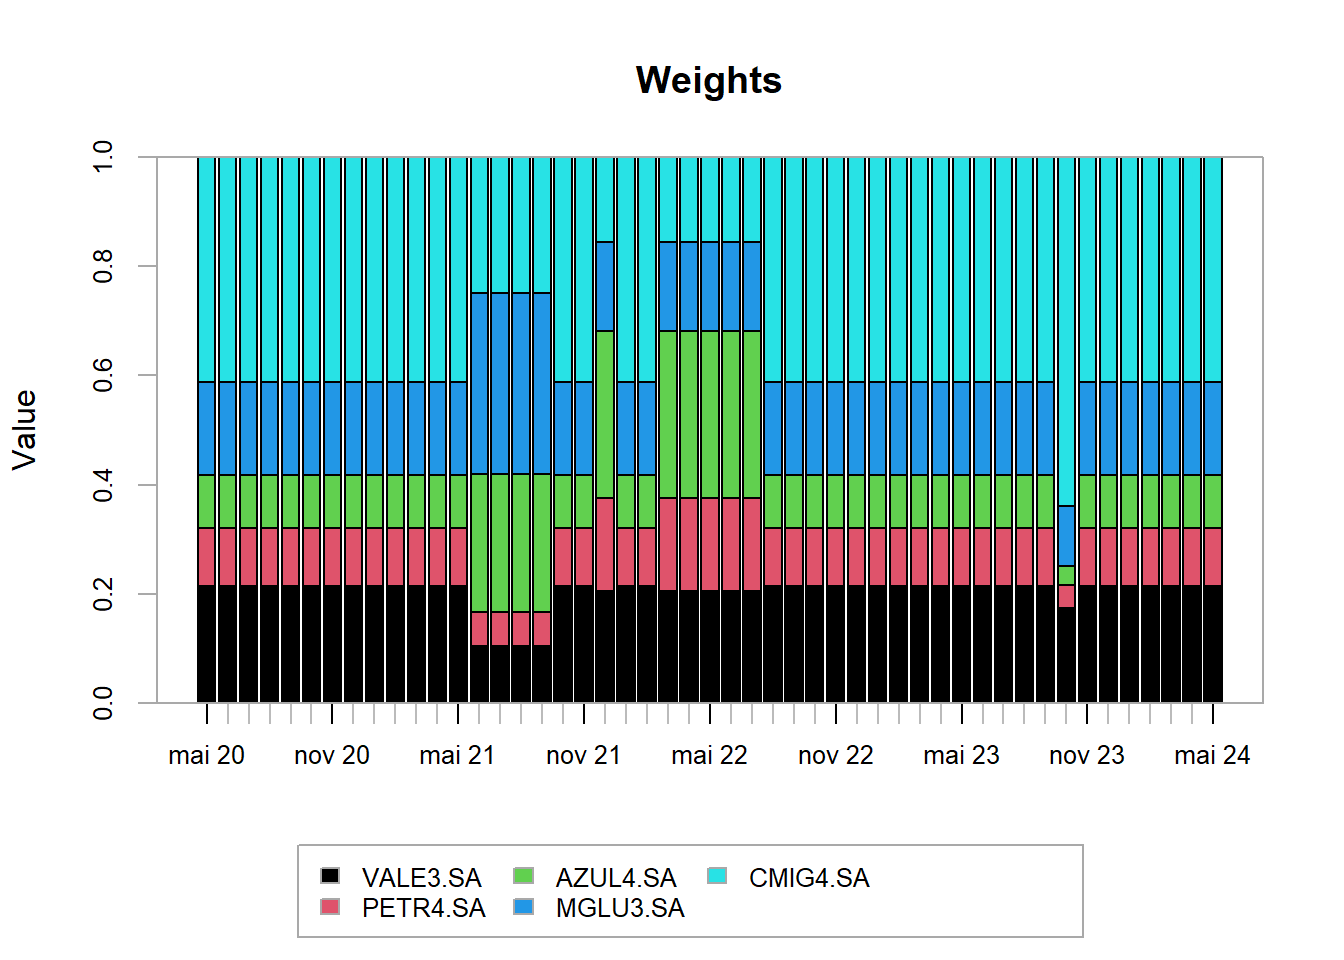 Weights
Value
1.0
0.8
0.6
0.4
0.2
0.0
mai 20 nov 20 mai 21 nov 21 mai 22 nov 22 mai 23 nov 23 mai 24
VALE3.SA AZUL4.SA CMIG4.SA
PETR4.SA MGLU3.SA